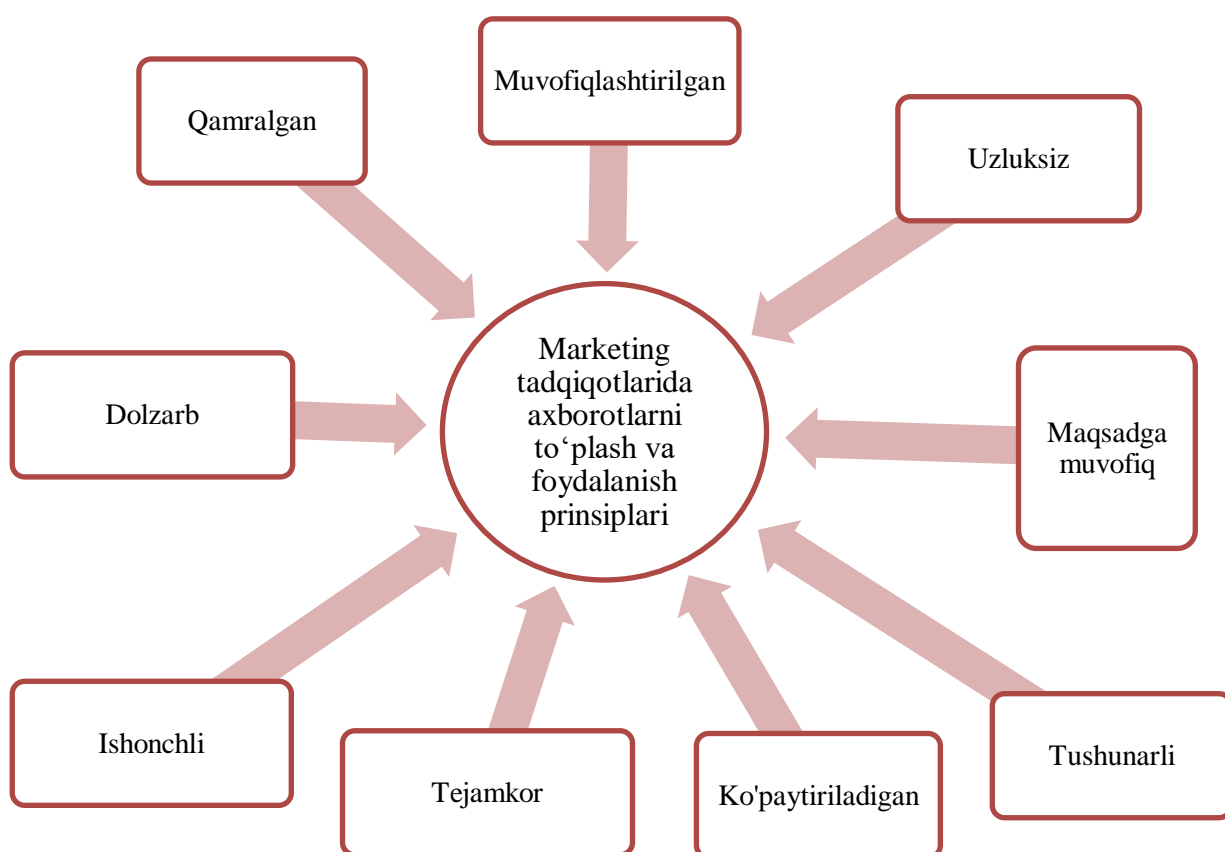 Muvofiqlashtirilgan
Qamralgan
Uzluksiz
Marketing
tadqiqotlarida
axborotlarni
to‘plash va
foydalanish
prinsiplari
Dolzarb
Maqsadga
muvofiq
Ishonchli
Tejamkor
Ko'paytiriladigan
Tushunarli